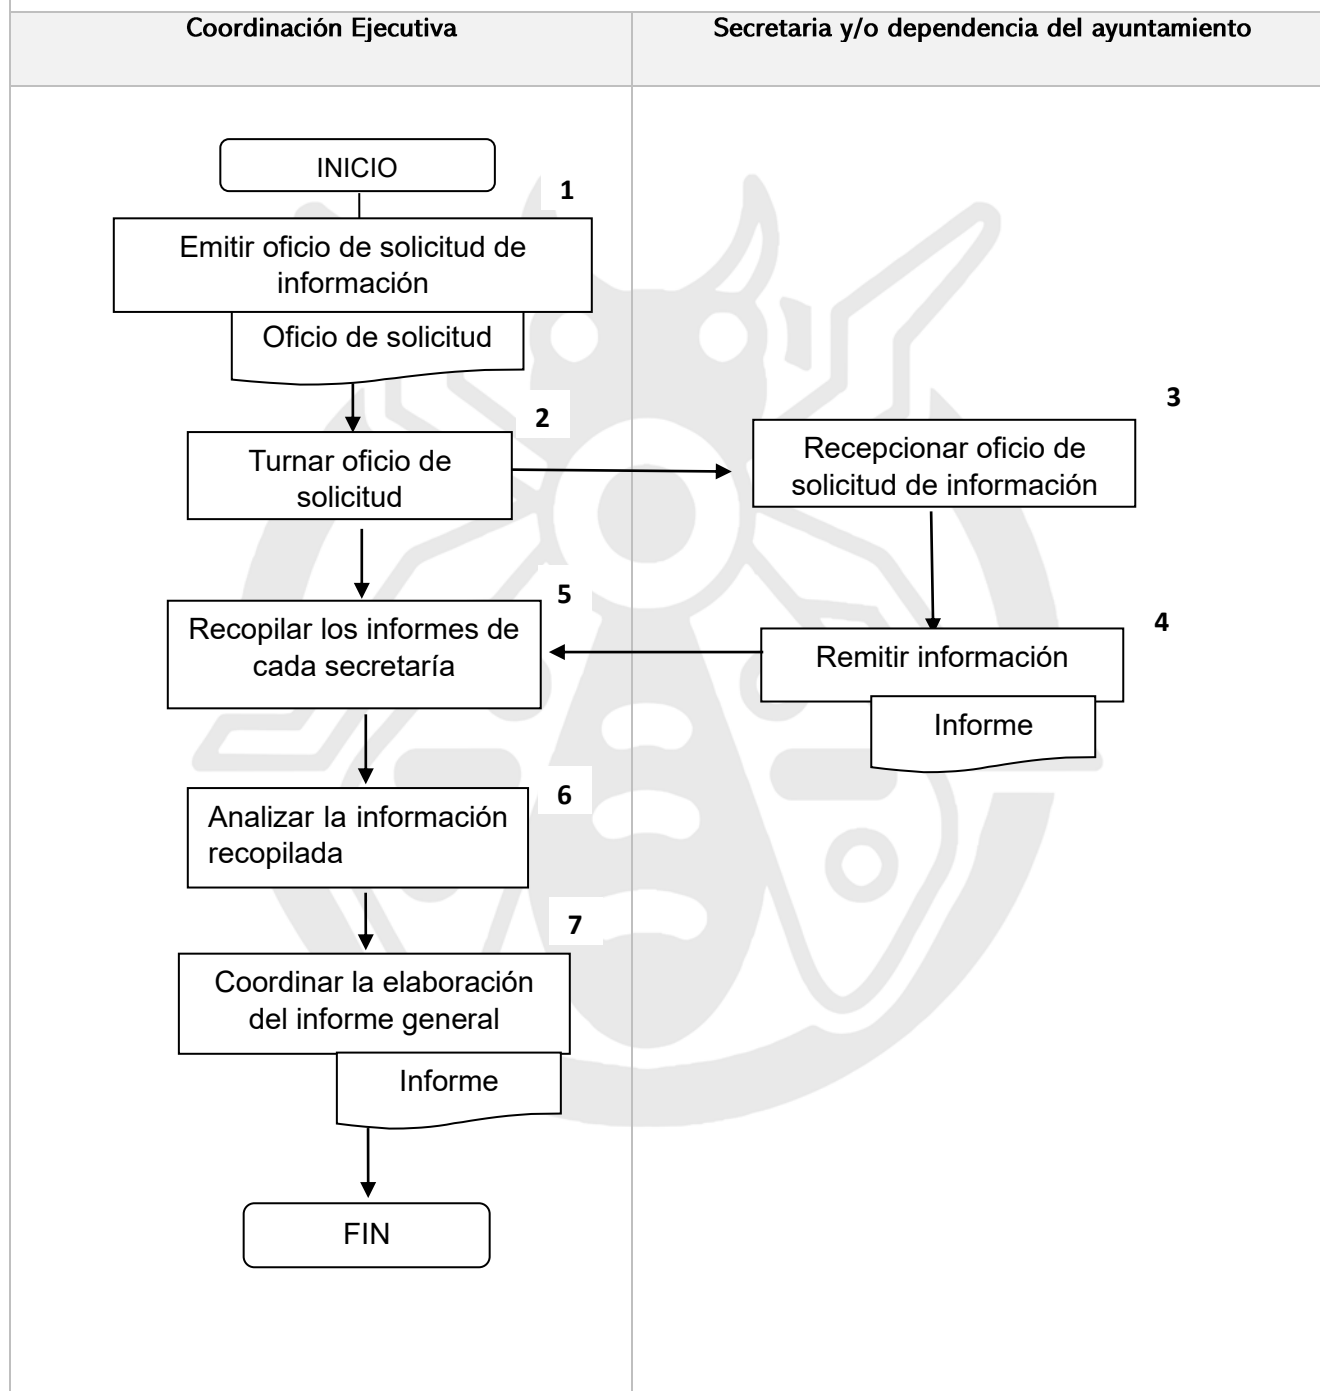 Coordinación Ejecutiva
Secretaria y/o dependencia del ayuntamiento
INICIO
1
Emitir oficio de solicitud de
información
Oficio de solicitud
2
Turnar oficio de
solicitud
3
Recepcionar oficio de
solicitud de información
4
Remitir información
Informe
5
Recopilar los informes de
cada secretaría
6
Analizar la información
recopilada
7
Coordinar la elaboración
del informe general
Informe
FIN